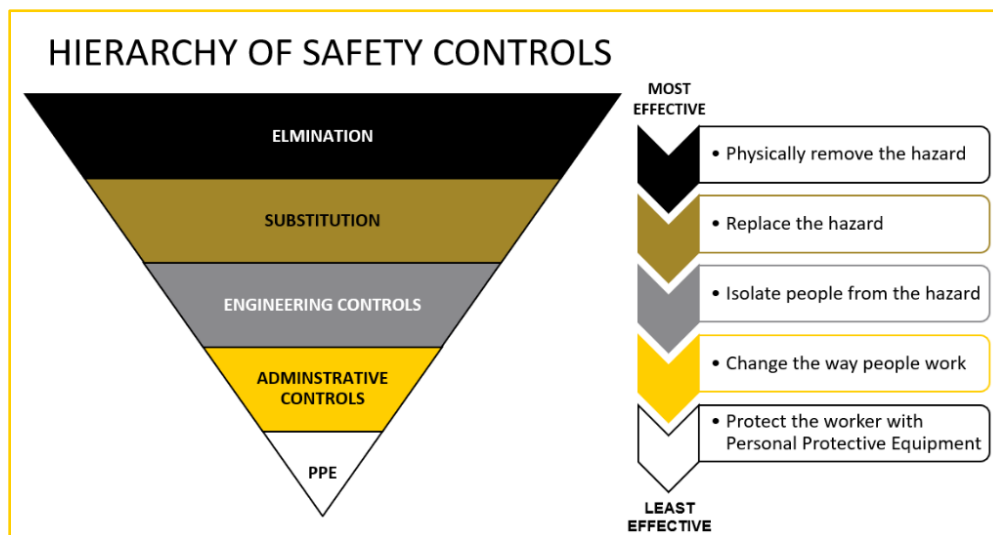 HIERARCHY OF SAFETY CONTROLS
ELMINATION
SUBSTITUTION
ENGINEERING CONTROLS
ADMINSTRATIVE
CONTROLS
PPE
MOST
EFFECTIVE
• Physically remove the hazard
• Replace the hazard
• Isolate people from the hazard
• Change the way people work
• Protect the worker with
Personal Protective Equipment
LEAST
EFFECTIVE